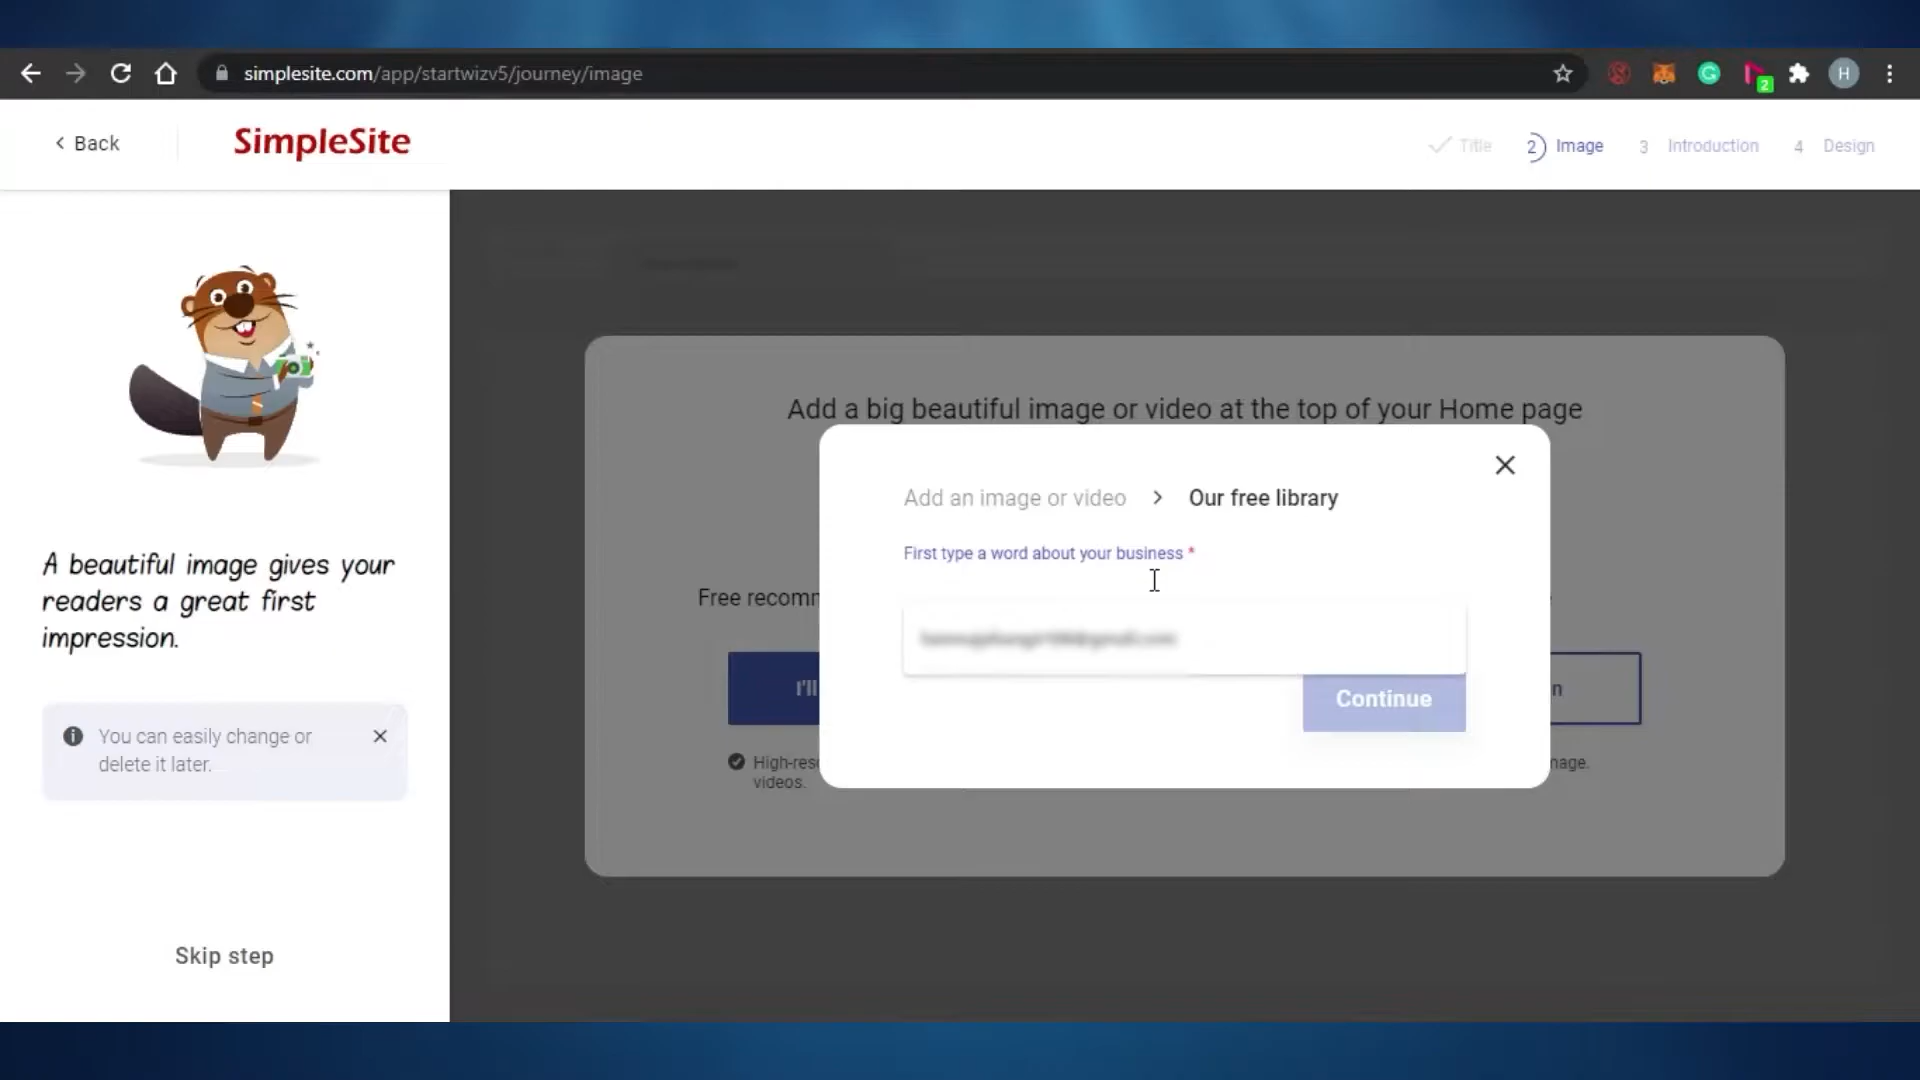 simplesite.com/app/startwizv5/journey/image
2
H
Back
SimpleSite
Title
2 Image
3 Introduction
4 Design
A beautiful image gives your
readers a great first
impression.
You can easily change or
delete it later.
Skip step
Add a big beautiful image or video at the top of your Home page
Add an image or video > Our free library
First type a word about your business *
Free recomm
I'll
n
Continue
High-res
videos.
mage.